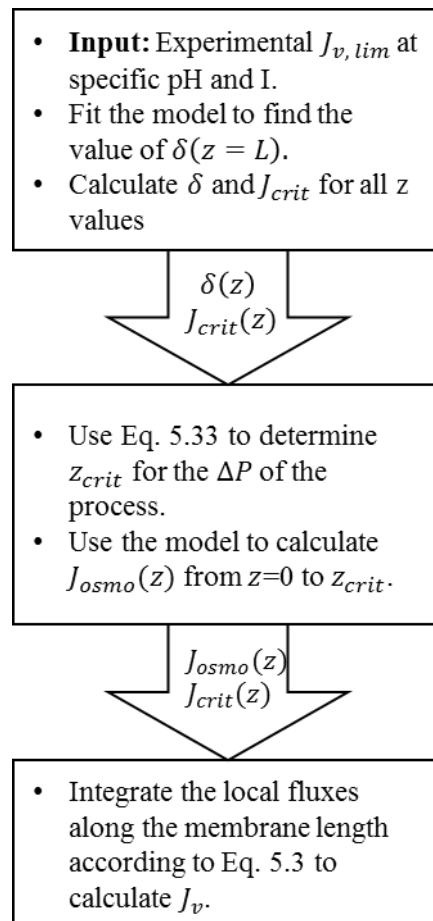 • Input: Experimental J_{v, lim} at
specific pH and I.
• Fit the model to find the
value of δ(z = L).
• Calculate δ and J_{crit} for all z
values
δ(z)
J_{crit}(z)
• Use Eq. 5.33 to determine
z_{crit} for the ΔP of the
process.
• Use the model to calculate
J_{osmo}(z) from z=0 to z_{crit}.
J_{osmo}(z)
J_{crit}(z)
• Integrate the local fluxes
along the membrane length
according to Eq. 5.3 to
calculate J_v.